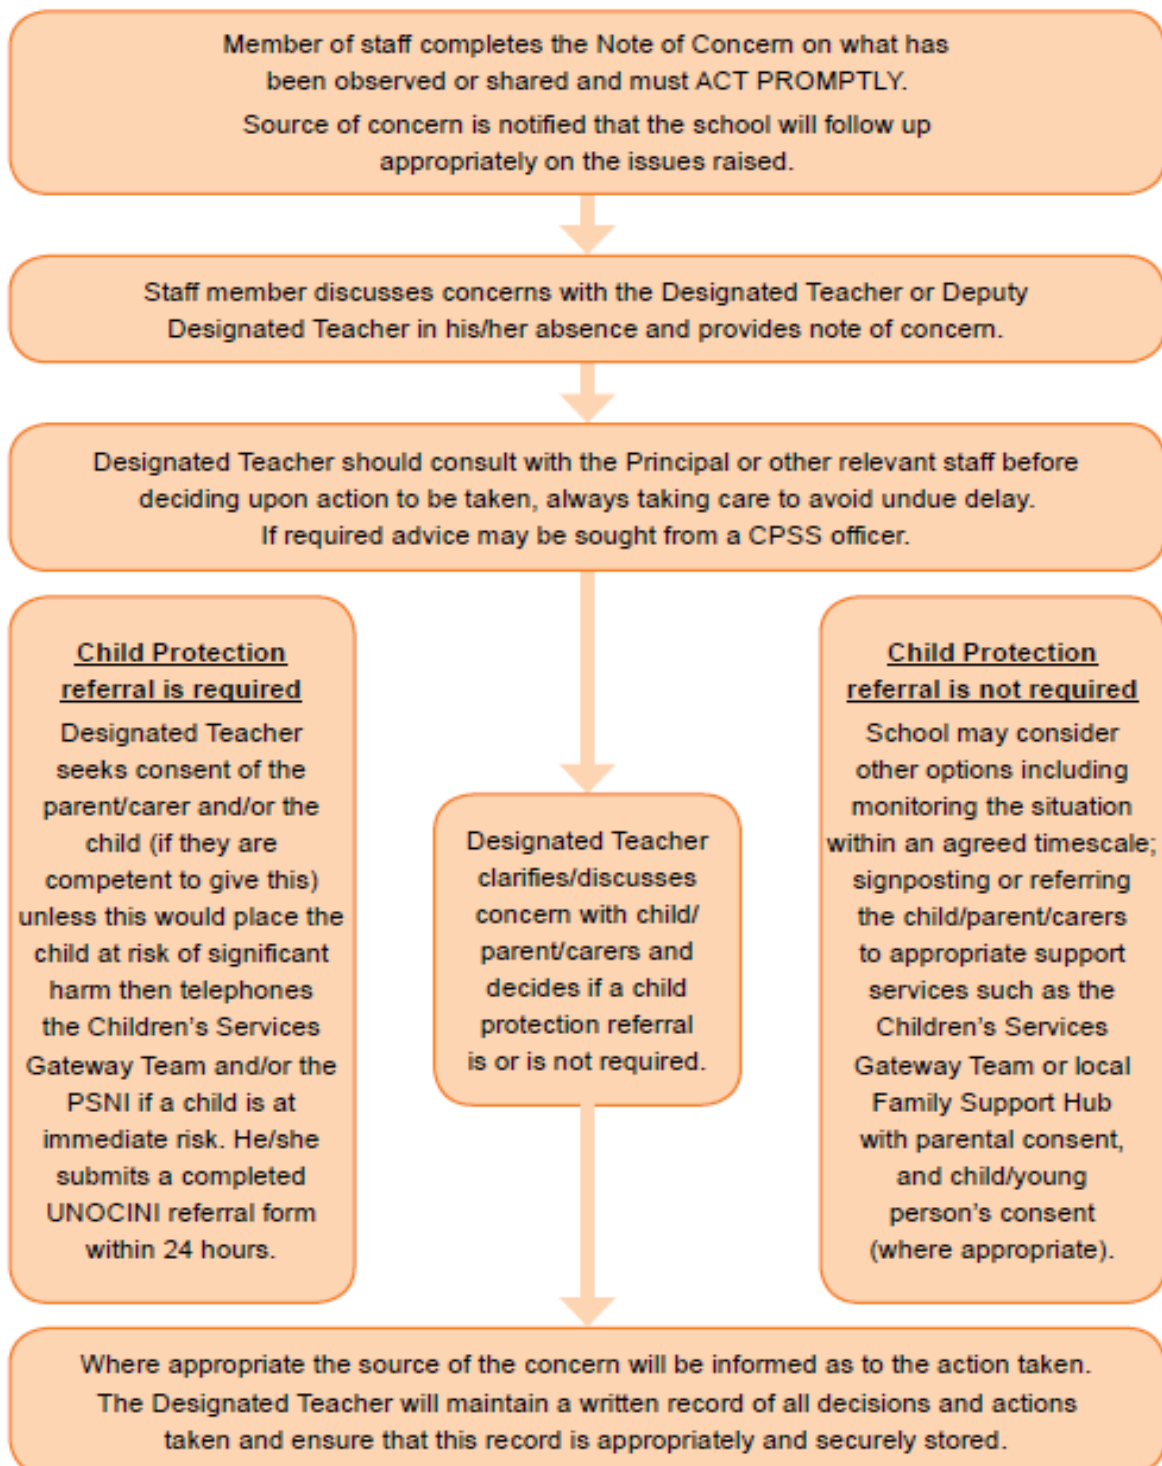 Member of staff completes the Note of Concern on what has
been observed or shared and must ACT PROMPTLY.
Source of concern is notified that the school will follow up
appropriately on the issues raised.
Staff member discusses concerns with the Designated Teacher or Deputy
Designated Teacher in his/her absence and provides note of concern.
Designated Teacher should consult with the Principal or other relevant staff before
deciding upon action to be taken, always taking care to avoid undue delay.
If required advice may be sought from a CPSS officer.
Child Protection
referral is required
Designated Teacher
seeks consent of the
parent/carer and/or the
child (if they are
competent to give this)
unless this would place the
child at risk of significant
harm then telephones
the Children's Services
Gateway Team and/or the
PSNI if a child is at
immediate risk. He/she
submits a completed
UNOCINI referral form
within 24 hours.
Designated Teacher
clarifies/discusses
concern with child/
parent/carers and
decides if a child
protection referral
is or is not required.
Child Protection
referral is not required
School may consider
other options including
monitoring the situation
within an agreed timescale;
signposting or referring
the child/parent/carers
to appropriate support
services such as the
Children's Services
Gateway Team or local
Family Support Hub
with parental consent,
and child/young
person's consent
(where appropriate).
Where appropriate the source of the concern will be informed as to the action taken.
The Designated Teacher will maintain a written record of all decisions and actions
taken and ensure that this record is appropriately and securely stored.